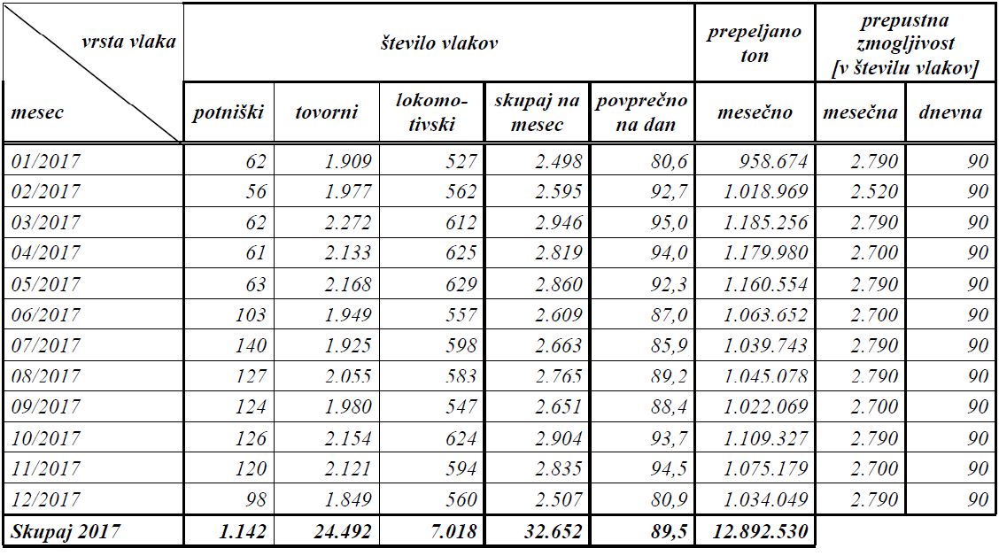 vrsta vlaka
mesec
število vlakov
prepeljano
ton
prepustna
zmogljivost
[v številu vlakov]
potniški tovorni lokomo-
tivski skupaj na
mesec povprečno
na dan mesečno mesečna dnevna
01/2017 62 1.909 527 2.498 80,6 958.674 2.790 90
02/2017 56 1.977 562 2.595 92,7 1.018.969 2.520 90
03/2017 62 2.272 612 2.946 95,0 1.185.256 2.790 90
04/2017 61 2.133 625 2.819 94,0 1.179.980 2.700 90
05/2017 63 2.168 629 2.860 92,3 1.160.554 2.790 90
06/2017 103 1.949 557 2.609 87,0 1.063.652 2.700 90
07/2017 140 1.925 598 2.663 85,9 1.039.743 2.790 90
08/2017 127 2.055 583 2.765 89,2 1.045.078 2.790 90
09/2017 124 1.980 547 2.651 88,4 1.022.069 2.700 90
10/2017 126 2.154 624 2.904 93,7 1.109.327 2.790 90
11/2017 120 2.121 594 2.835 94,5 1.075.179 2.700 90
12/2017 98 1.849 560 2.507 80,9 1.034.049 2.790 90
Skupaj 2017 1.142 24.492 7.018 32.652 89,5 12.892.530